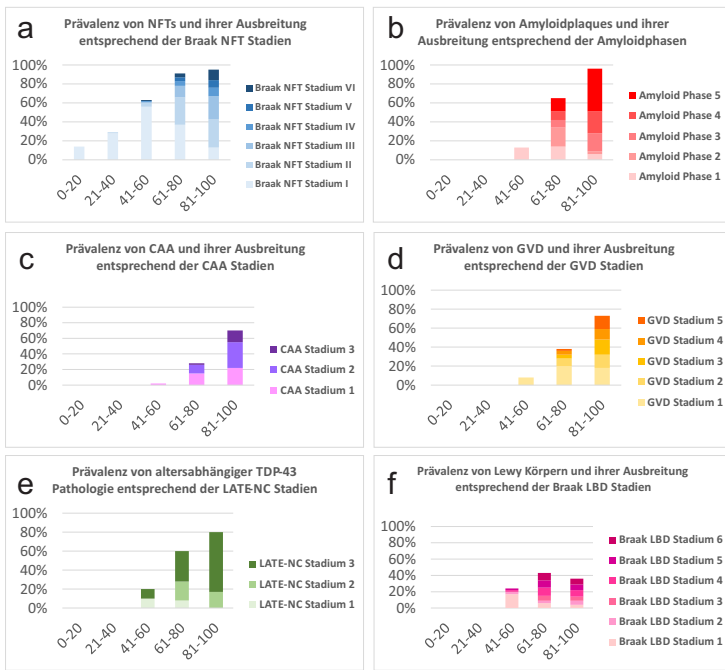 a
Prävalenz von NFTs und ihrer Ausbreitung
entsprechend der Braak NFT Stadien
100%
80%
60%
40%
20%
0%
0-20
21-40
41-60
61-80
81-100
Braak NFT Stadium VI
Braak NFT Stadium V
Braak NFT Stadium IV
Braak NFT Stadium III
Braak NFT Stadium II
Braak NFT Stadium I
b
Prävalenz von Amyloidplaques und ihrer
Ausbreitung entsprechend der Amyloidphasen
100%
80%
60%
40%
20%
0%
0-20
21-40
41-60
61-80
81-100
Amyloid Phase 5
Amyloid Phase 4
Amyloid Phase 3
Amyloid Phase 2
Amyloid Phase 1
c
Prävalenz von CAA und ihrer Ausbreitung
entsprechend der CAA Stadien
100%
80%
60%
40%
20%
0%
0-20
21-40
41-60
61-80
81-100
CAA Stadium 3
CAA Stadium 2
CAA Stadium 1
d
Prävalenz von GVD und ihrer Ausbreitung
entsprechend der GVD Stadien
100%
80%
60%
40%
20%
0%
0-20
21-40
41-60
61-80
81-100
GVD Stadium 5
GVD Stadium 4
GVD Stadium 3
GVD Stadium 2
GVD Stadium 1
e
Prävalenz von altersabhängiger TDP-43
Pathologie entsprechend der LATE-NC Stadien
100%
80%
60%
40%
20%
0%
0-20
21-40
41-60
61-80
81-100
LATE-NC Stadium 3
LATE-NC Stadium 2
LATE-NC Stadium 1
f
Prävalenz von Lewy Körpern und ihrer Ausbreitung
entsprechend der Braak LBD Stadien
100%
80%
60%
40%
20%
0%
0-20
21-40
41-60
61-80
81-100
Braak LBD Stadium 6
Braak LBD Stadium 5
Braak LBD Stadium 4
Braak LBD Stadium 3
Braak LBD Stadium 2
Braak LBD Stadium 1